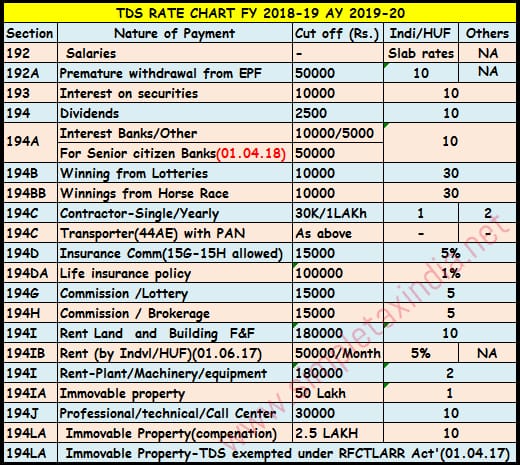 TDS RATE CHART FY 2018-19 AY 2019-20
Section Nature of Payment Cut off (Rs.) Indi/HUF Others
192 Salaries - Slab rates NA
192A Premature withdrawal from EPF 50000 10 NA
193 Interest on securities 10000 10
194 Dividends 2500 10
194A Interest Banks/Other 10000/5000 10
For Senior citizen Banks(01.04.18) 50000
194B Winning from Lotteries 10000 30
194BB Winnings from Horse Race 10000 30
194C Contractor-Single/Yearly 30K/1LAKh 1 2
194C Transporter(44AE) with PAN As above - -
194D Insurance Comm(15G-15H allowed) 15000 5%
194DA Life insurance policy 100000 1%
194G Commission /Lottery 15000 5
194H Commission / Brokerage 15000 5
194I Rent Land and Building F&F 180000 10
194IB Rent (by Indvl/HUF)(01.06.17) 50000/Month 5% NA
194I Rent-Plant/Machinery/equipment 180000 2
194IA Immovable property 50 Lakh 1
194J Professional/technical/Call Center 30000 10
194LA Immovable Property(compenation) 2.5 LAKH 10
194LA Immovable Property-TDS exempted under RFCTLARR Act'(01.04.17)
www.simpletaxindia.net